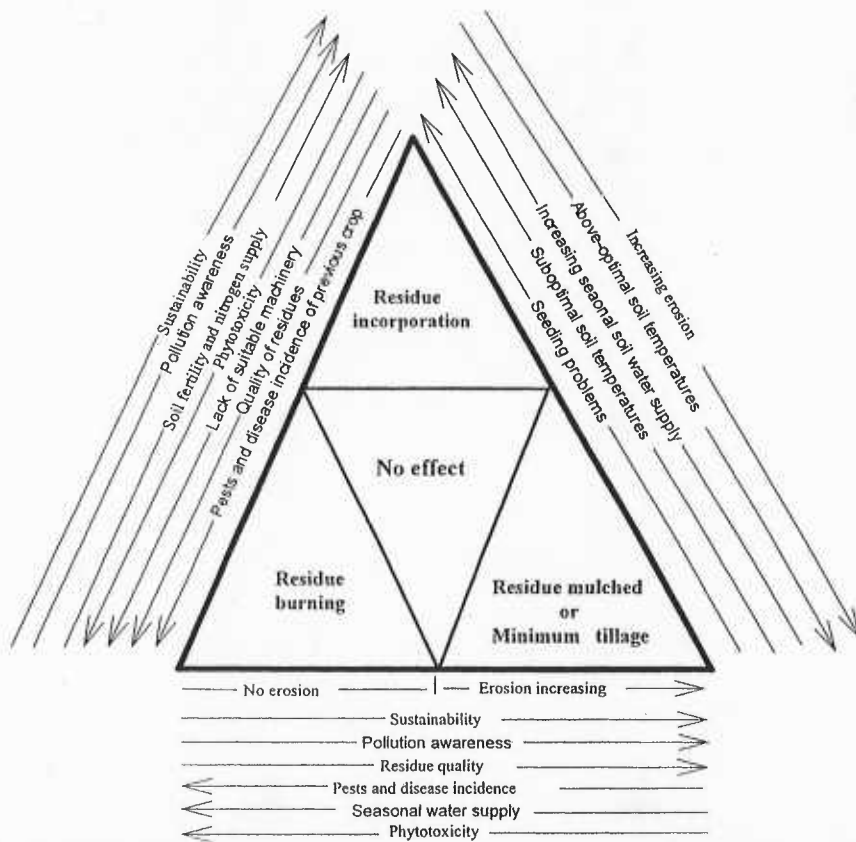 Sustainability
Pollution awareness
Soil fertility and nitrogen supply
Phytotoxicity
Lack of suitable machinery
Quality of residues
Pests and disease incidence of previous crop
Increasing erosion
Above-optimal soil temperatures
Increasing seaonal soil water supply
Suboptimal soil temperatures
Seeding problems
Residue
incorporation
No effect
Residue
burning
Residue mulched
or
Minimum tillage
No erosion
Erosion increasing
Sustainability
Pollution awareness
Residue quality
Pests and disease incidence
Seasonal water supply
Phytotoxicity